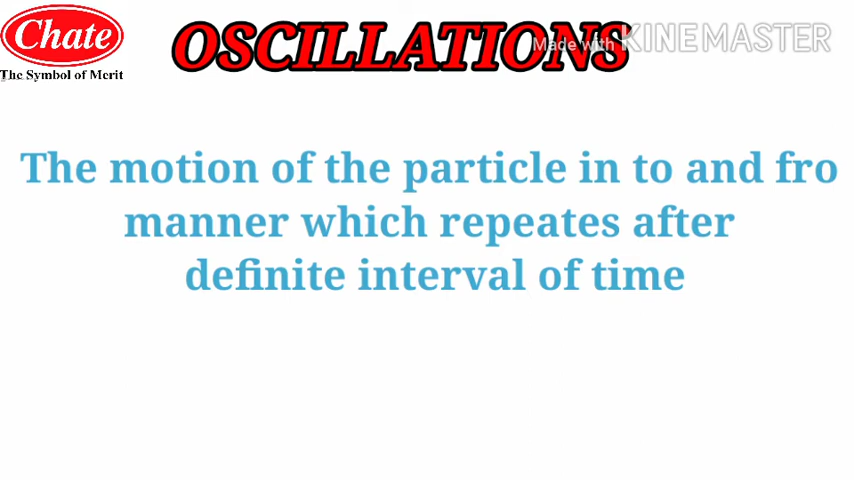 Chate
The Symbol of Merit
OSCILLATIONS
Made with KINEMASTER
The motion of the particle in to and fro
manner which repeates after
definite interval of time